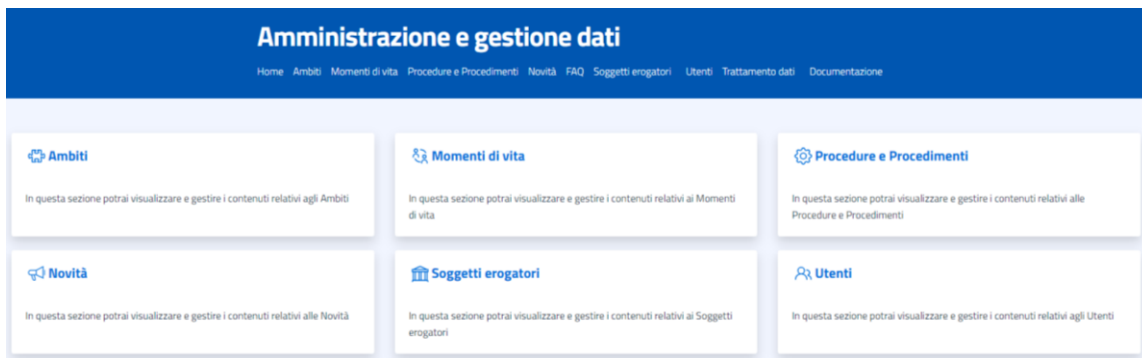 Amministrazione e gestione dati
Home Ambiti Momenti di vita Procedure e Procedimenti Novità FAQ Soggetti erogatori Utenti Trattamento dati Documentazione
Ambiti
In questa sezione potrai visualizzare e gestire i contenuti relativi agli Ambiti
Momenti di vita
In questa sezione potrai visualizzare e gestire i contenuti relativi ai Momenti
di vita
Procedure e Procedimenti
In questa sezione potrai visualizzare e gestire i contenuti relativi alle
Procedure e Procedimenti
Novità
In questa sezione potrai visualizzare e gestire i contenuti relativi alle Novità
Soggetti erogatori
In questa sezione potrai visualizzare e gestire i contenuti relativi ai Soggetti
erogatori
Utenti
In questa sezione potrai visualizzare e gestire i contenuti relativi agli Utenti